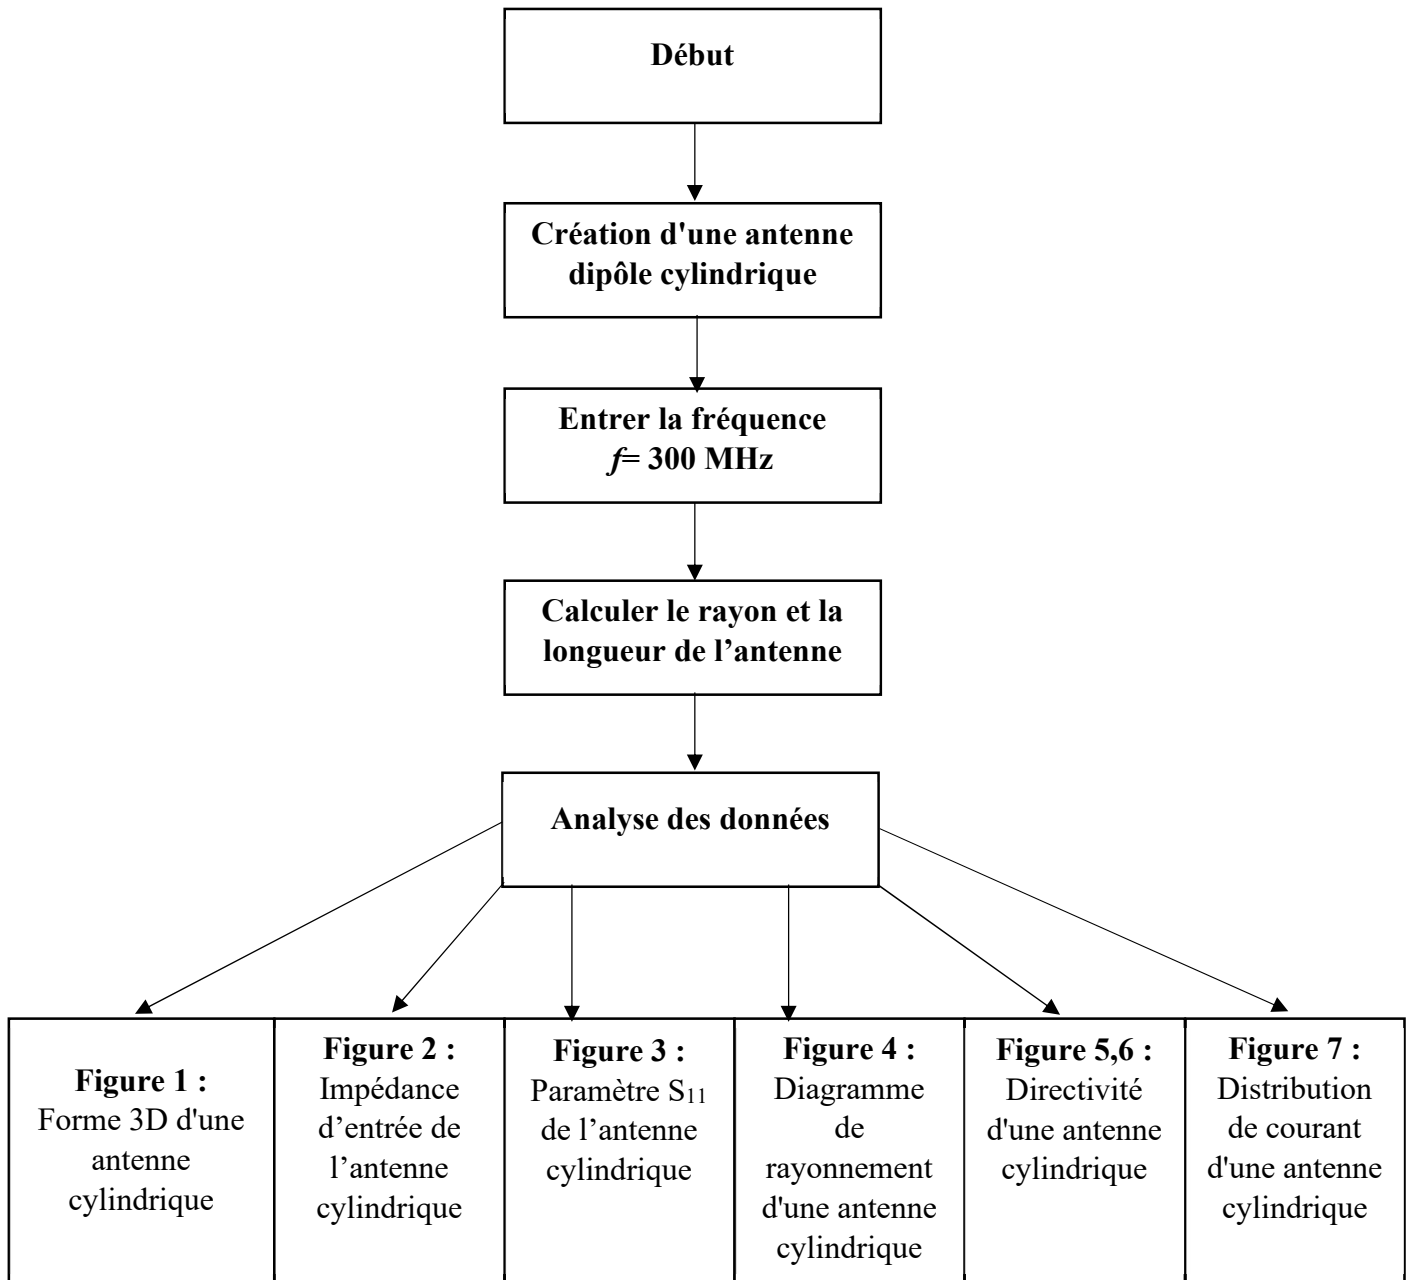 Début
Création d'une antenne
dipôle cylindrique
Entrer la fréquence
f= 300 MHz
Calculer le rayon et la
longueur de l’antenne
Analyse des données
Figure 1 :
Forme 3D d'une
antenne
cylindrique
Figure 2 :
Impédance
d’entrée de
l’antenne
cylindrique
Figure 3 :
Paramètre S₁₁
de l’antenne
cylindrique
Figure 4 :
Diagramme
de
rayonnement
d'une antenne
cylindrique
Figure 5,6 :
Directivité
d'une antenne
cylindrique
Figure 7 :
Distribution
de courant
d'une antenne
cylindrique